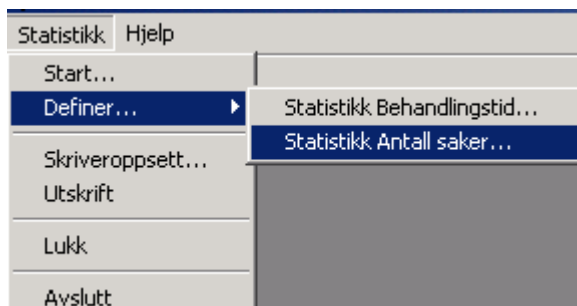 Statistikk Hjelp
Start...
Definer...
Statistikk Behandlingstid...
Statistikk Antall saker...
Skriveroppsett...
Utskrift
Lukk
Avslutt